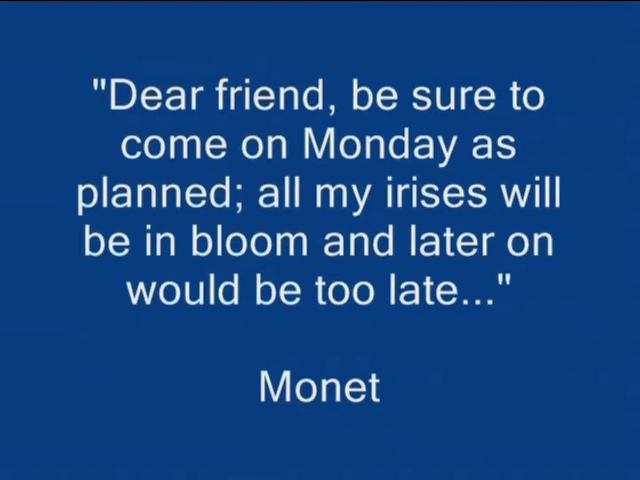 "Dear friend, be sure to
come on Monday as
planned; all my irises will
be in bloom and later on
would be too late..."
Monet